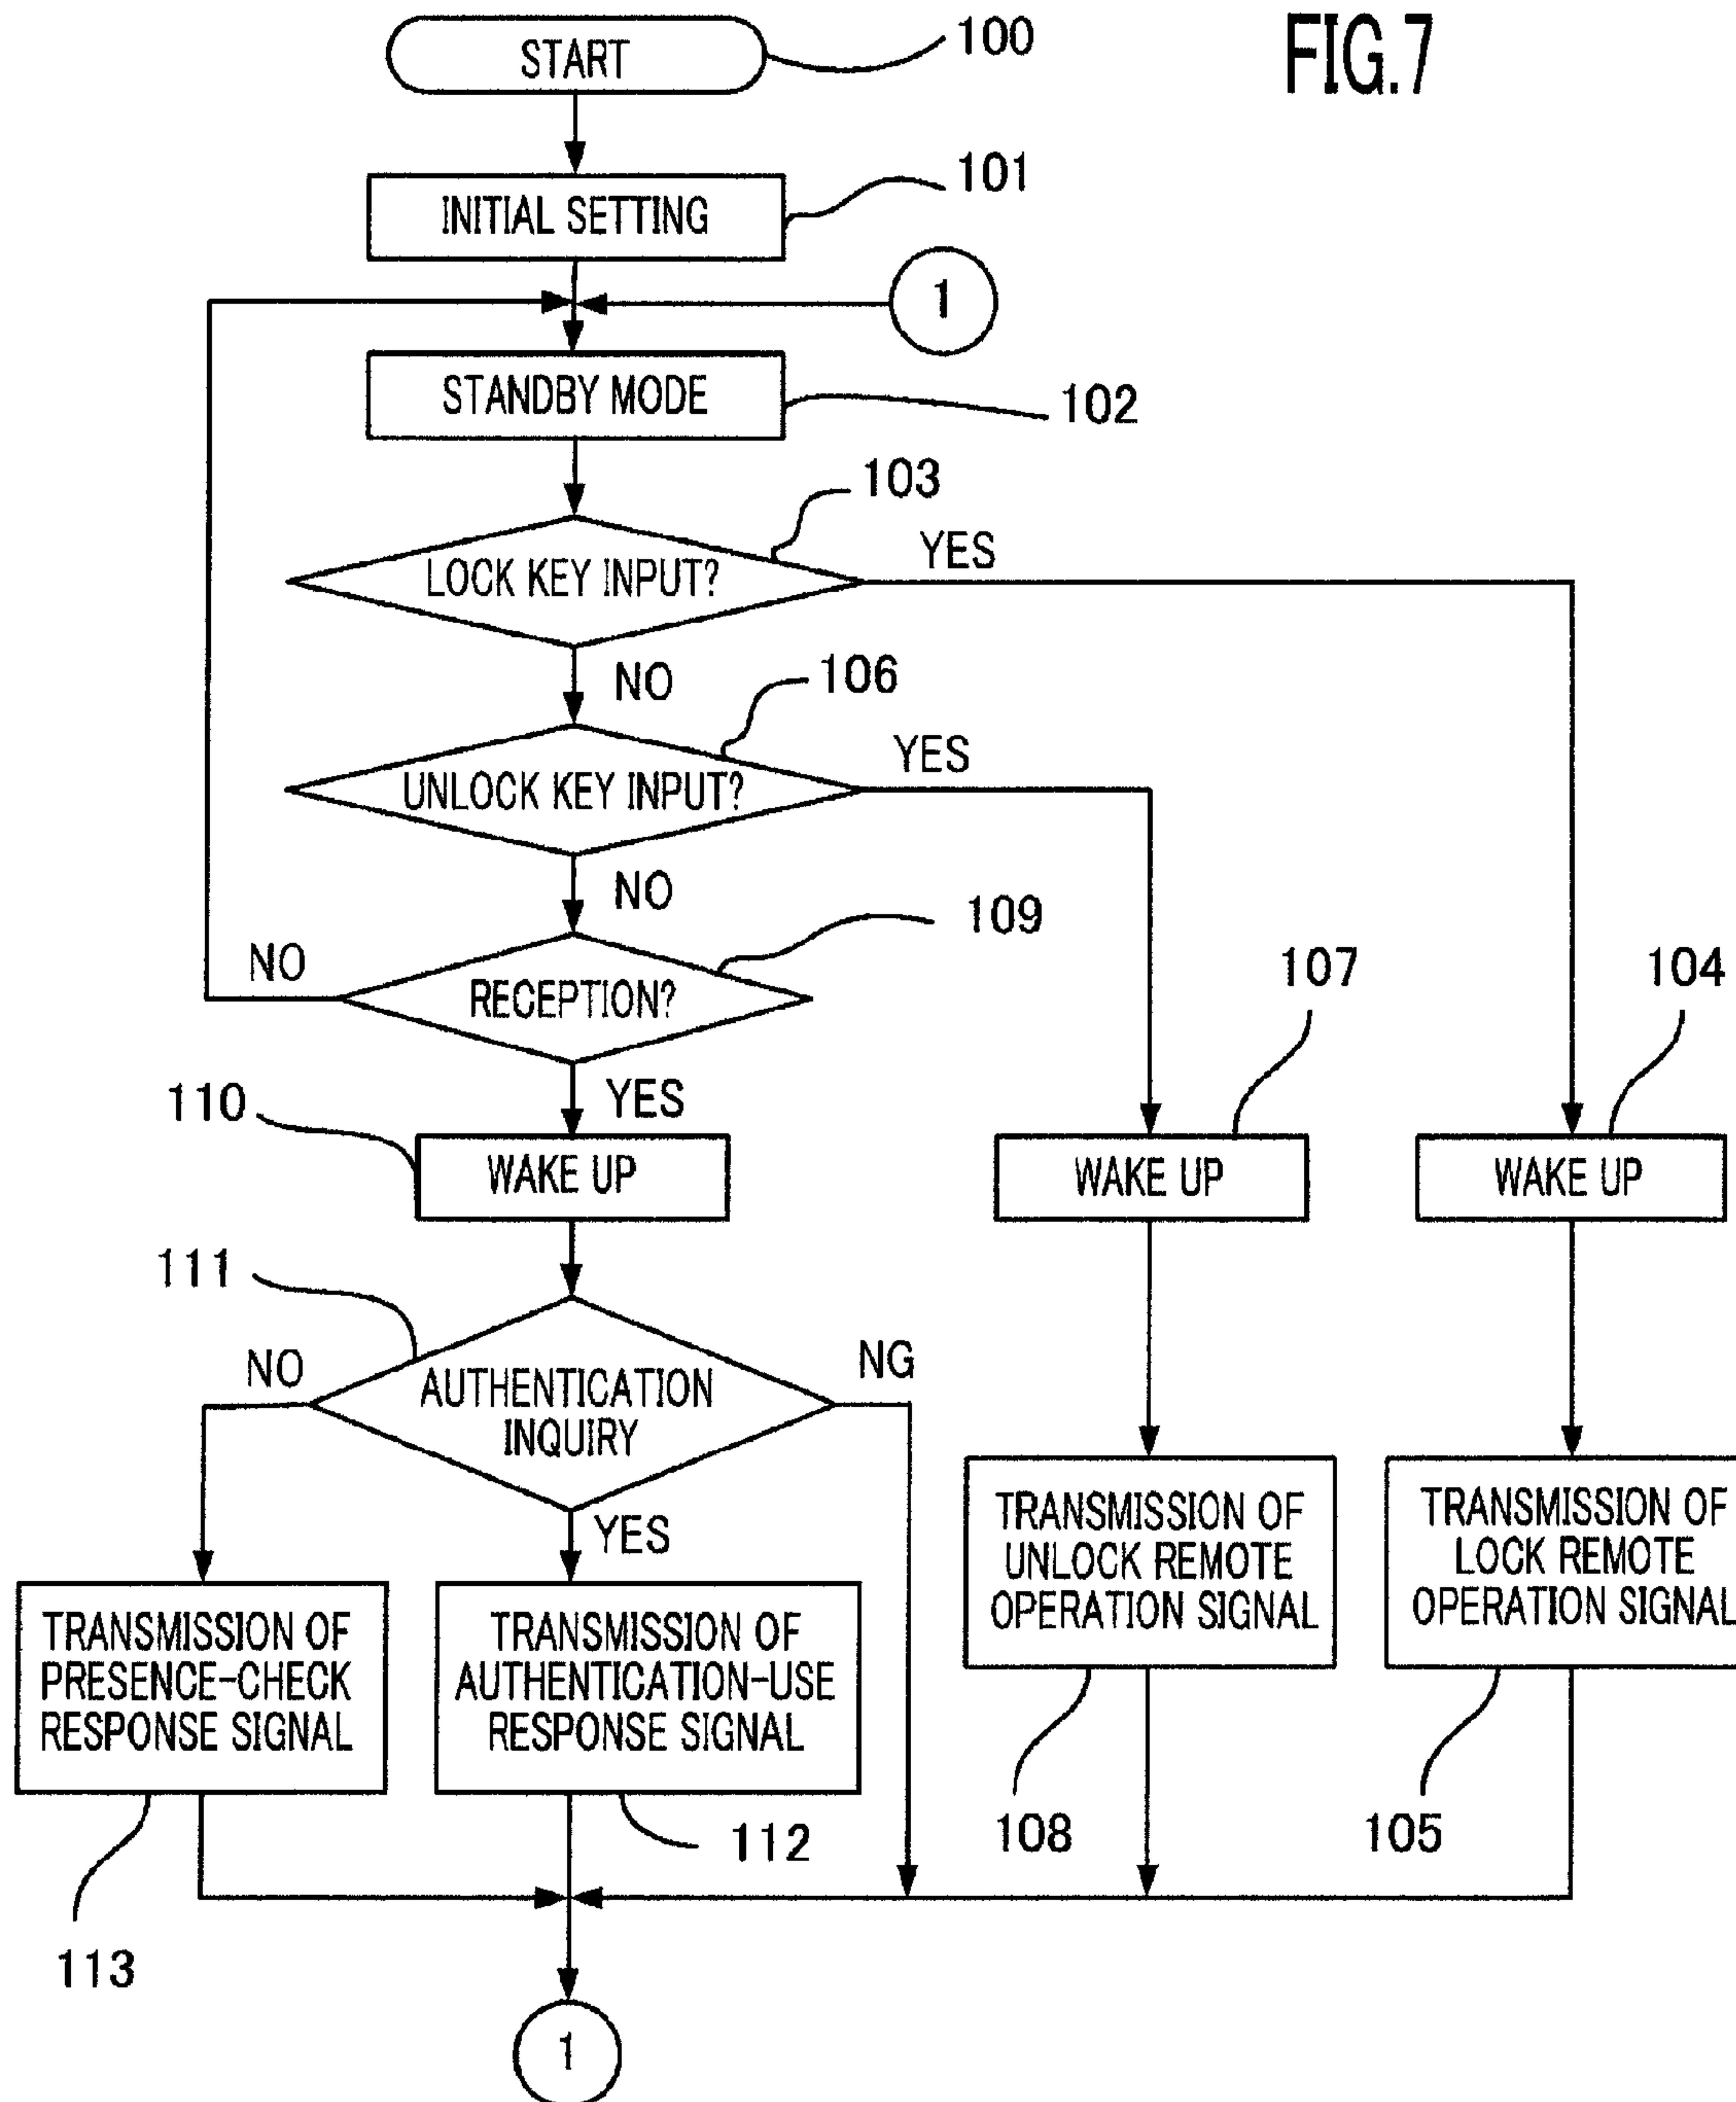 FIG.7
START
100
INITIAL SETTING
101
1
STANDBY MODE
102
103
LOCK KEY INPUT?
YES
NO
106
UNLOCK KEY INPUT?
YES
NO
109
RECEPTION?
NO
YES
107
104
110
WAKE UP
WAKE UP
WAKE UP
111
NO
AUTHENTICATION
INQUIRY
NG
YES
TRANSMISSION OF
UNLOCK REMOTE
OPERATION SIGNAL
TRANSMISSION OF
LOCK REMOTE
OPERATION SIGNAL
TRANSMISSION OF
PRESENCE-CHECK
RESPONSE SIGNAL
TRANSMISSION OF
AUTHENTICATION-USE
RESPONSE SIGNAL
108
105
112
113
1